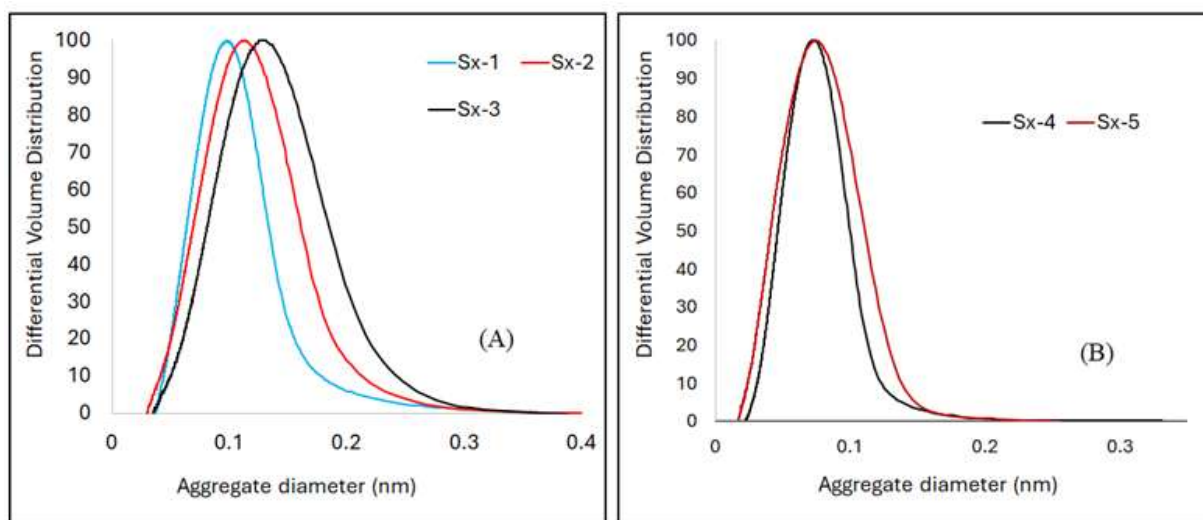 Differential Volume Distribution
100
90
80
70
60
50
40
30
20
10
0
Sx-1 Sx-2
Sx-3
(A)
0 0.1 0.2 0.3 0.4
Aggregate diameter (nm)
Differential Volume Distribution
100
90
80
70
60
50
40
30
20
10
0
Sx-4 Sx-5
(B)
0 0.1 0.2 0.3
Aggregate diameter (nm)